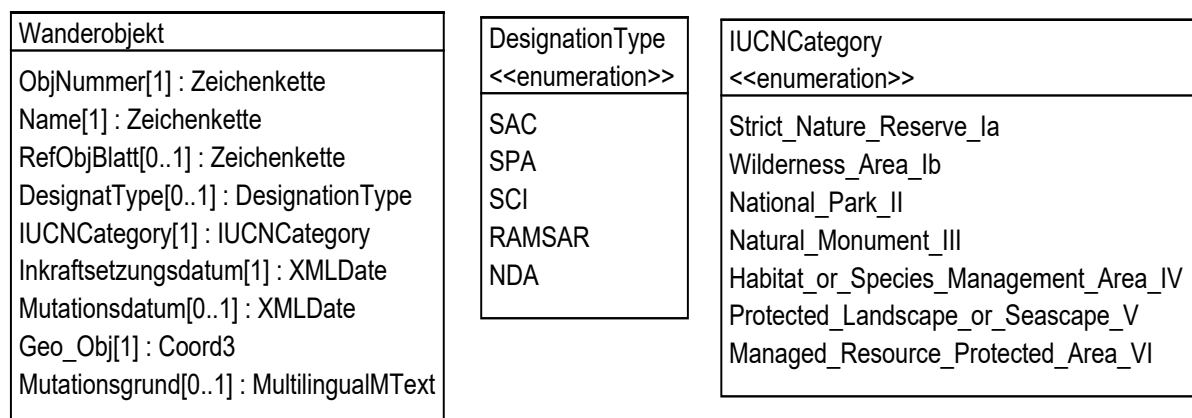 Wanderobjekt
ObjNummer[1] : Zeichenkette
Name[1] : Zeichenkette
RefObjBlatt[0..1] : Zeichenkette
DesignatType[0..1] : DesignationType
IUCNCategory[1] : IUCNCategory
Inkraftsetzungsdatum[1] : XMLDate
Mutationsdatum[0..1] : XMLDate
Geo_Obj[1] : Coord3
Mutationsgrund[0..1] : MultilingualMText
DesignationType
<<enumeration>>
SAC
SPA
SCI
RAMSAR
NDA
IUCNCategory
<<enumeration>>
Strict_Nature_Reserve_Ia
Wilderness_Area_Ib
National_Park_II
Natural_Monument_III
Habitat_or_Species_Management_Area_IV
Protected_Landscape_or_Seascape_V
Managed_Resource_Protected_Area_VI